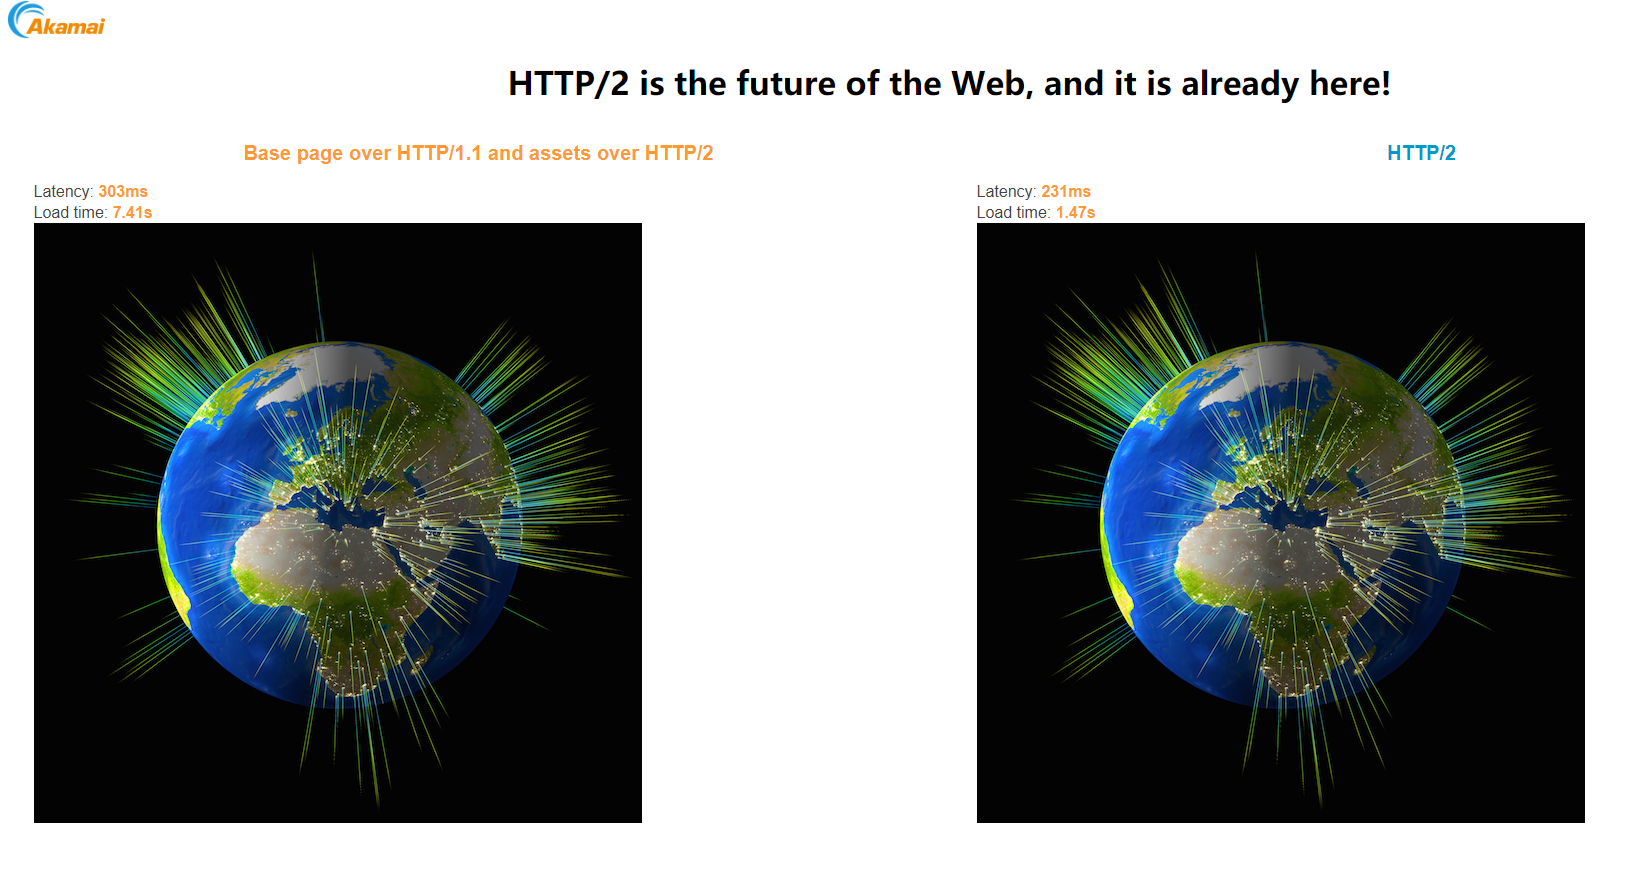 Akamai
HTTP/2 is the future of the Web, and it is already here!
Base page over HTTP/1.1 and assets over HTTP/2
Latency: 303ms
Load time: 7.41s
HTTP/2
Latency: 231ms
Load time: 1.47s